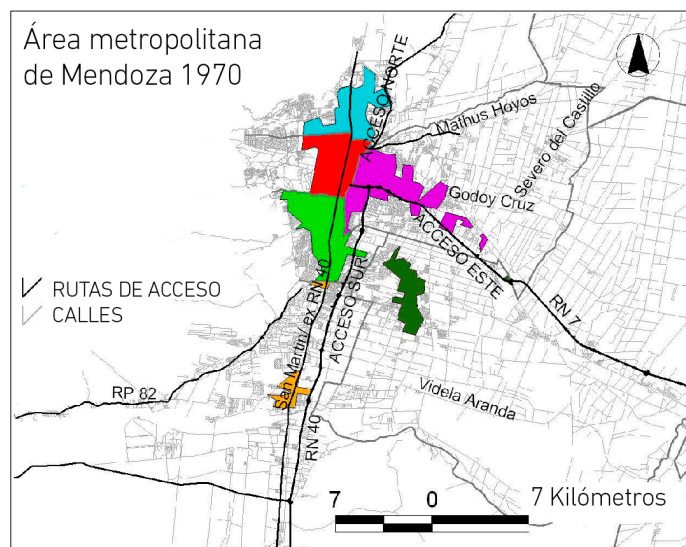 Área metropolitana
de Mendoza 1970
ACCESO NORTE
Mathus Hoyos
Severo del Castillo
Godoy Cruz
ACCESO ESTE
RN 7
ACCESO SUR
San Martin/ ex RN 40
RUTAS DE ACCESO
CALLES
RP 82
RN 40
Videla Aranda
7 0 7 Kilómetros